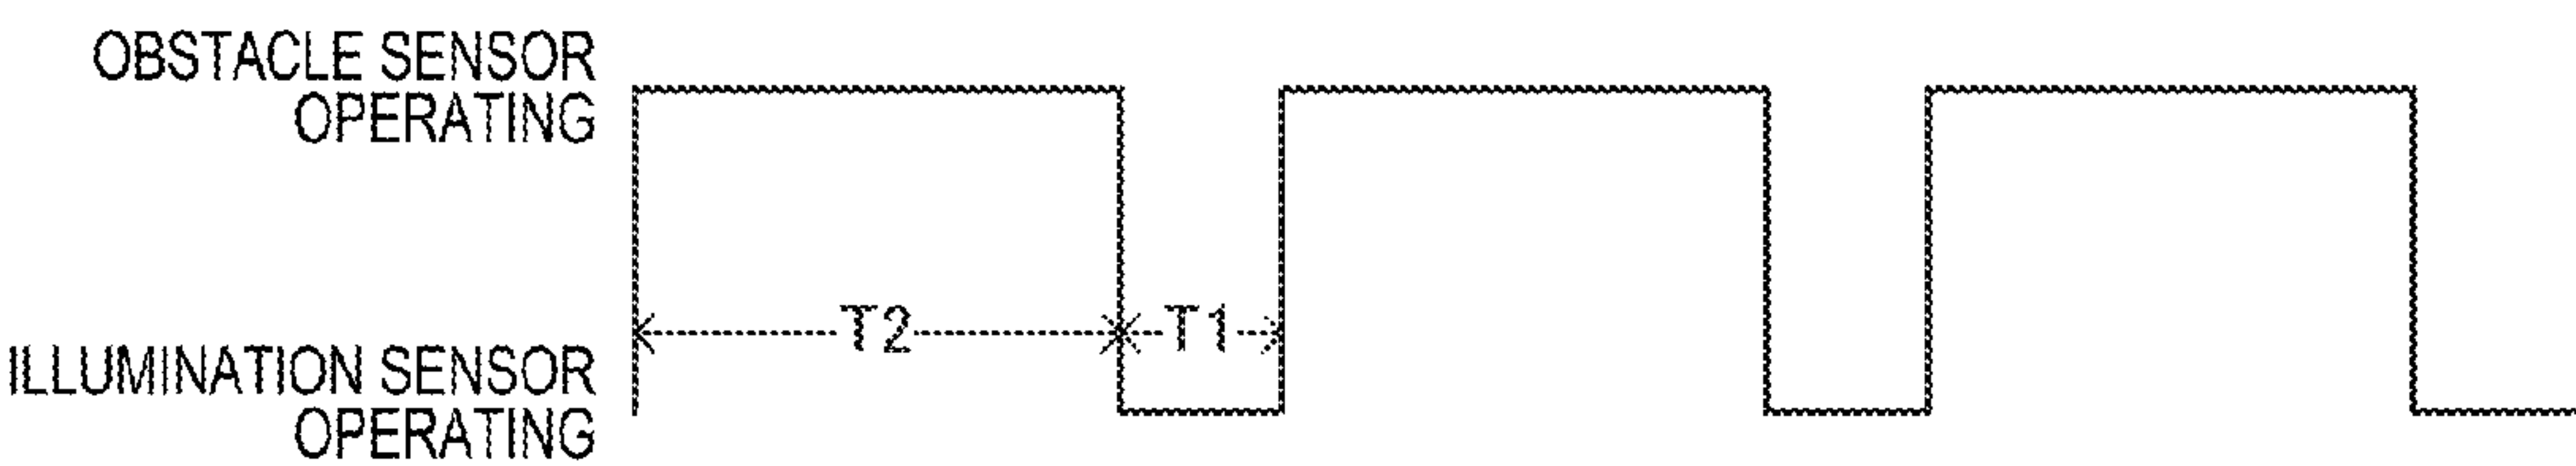 OBSTACLE SENSOR
OPERATING
T2 T1
ILLUMINATION SENSOR
OPERATING